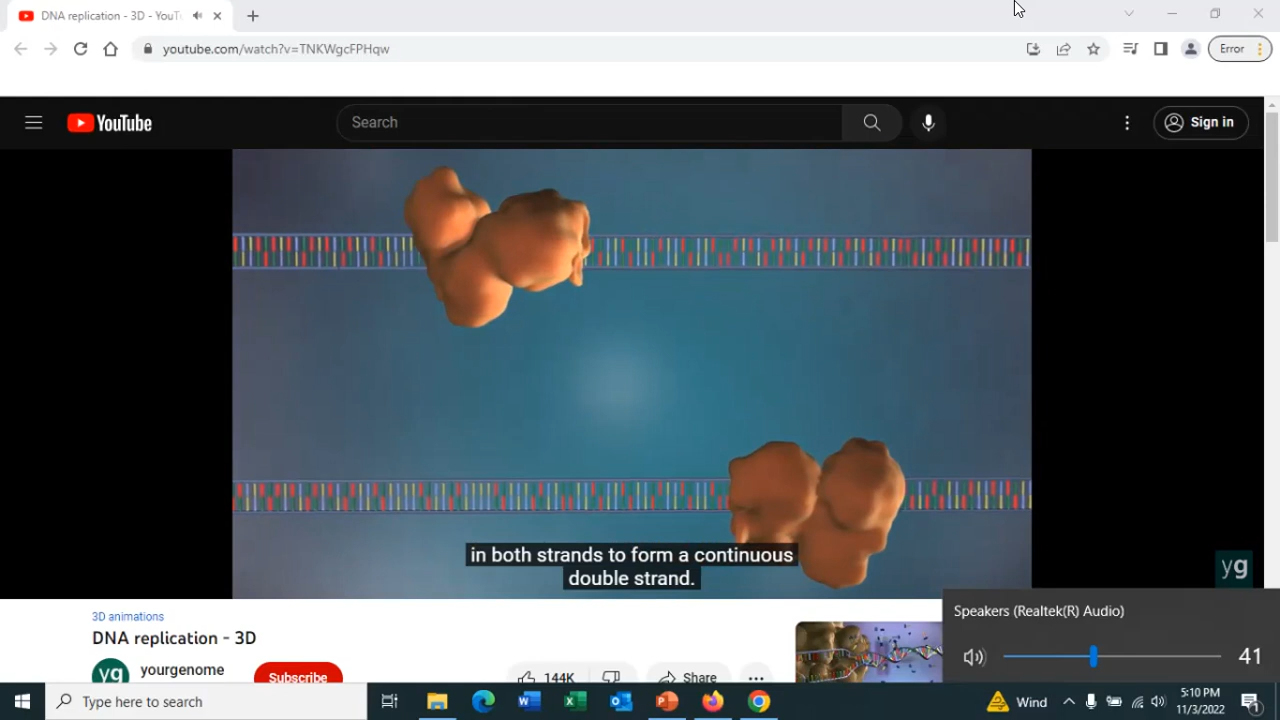 DNA replication - 3D - YouT
youtube.com/watch?v=TNKWgcFPHqw
Error
YouTube
Search
Sign in
in both strands to form a continuous
double strand.
yg
3D animations
DNA replication - 3D
yg
yourgenome
Subscribe
144K
Share
Speakers (Realtek(R) Audio)
41
Type here to search
Wind
5:10 PM
11/3/2022
1